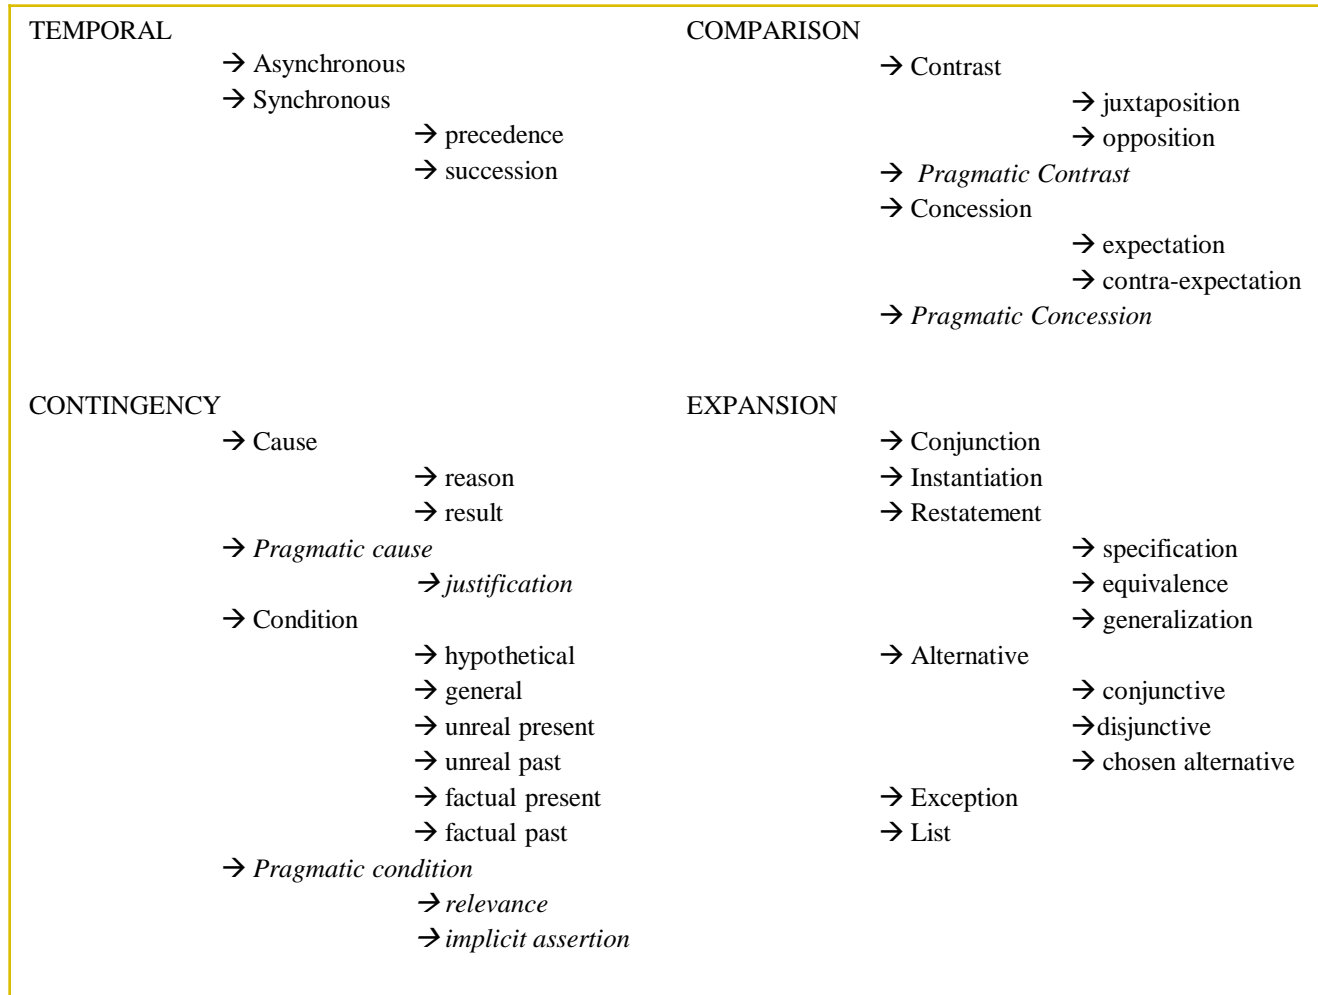 TEMPORAL
→ Asynchronous
→ Synchronous
→ precedence
→ succession
COMPARISON
→ Contrast
→ juxtaposition
→ opposition
→ Pragmatic Contrast
→ Concession
→ expectation
→ contra-expectation
→ Pragmatic Concession
CONTINGENCY
→ Cause
→ reason
→ result
→ Pragmatic cause
→ justification
→ Condition
→ hypothetical
→ general
→ unreal present
→ unreal past
→ factual present
→ factual past
→ Pragmatic condition
→ relevance
→ implicit assertion
EXPANSION
→ Conjunction
→ Instantiation
→ Restatement
→ specification
→ equivalence
→ generalization
→ Alternative
→ conjunctive
→disjunctive
→ chosen alternative
→ Exception
→ List